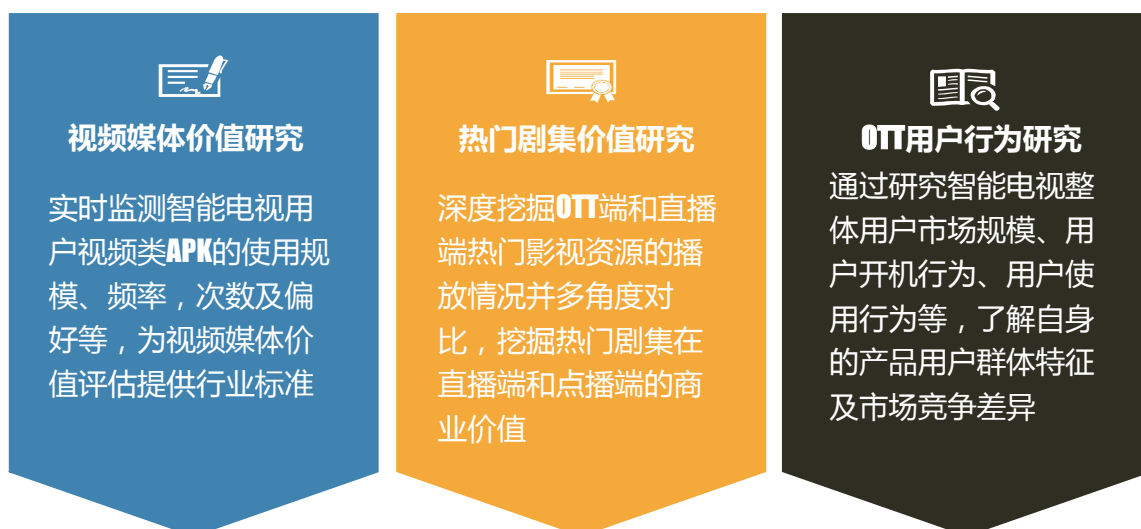 视频媒体价值研究
实时监测智能电视用
户视频类APK的使用规
模、频率，次数及偏
好等，为视频媒体价
值评估提供行业标准
热门剧集价值研究
深度挖掘OTT端和直播
端热门影视资源的播
放情况并多角度对
比，挖掘热门剧集在
直播端和点播端的商
业价值
OTT用户行为研究
通过研究智能电视整
体用户市场规模、用
户开机行为、用户使
用行为等，了解自身
的产品用户群体特征
及市场竞争差异